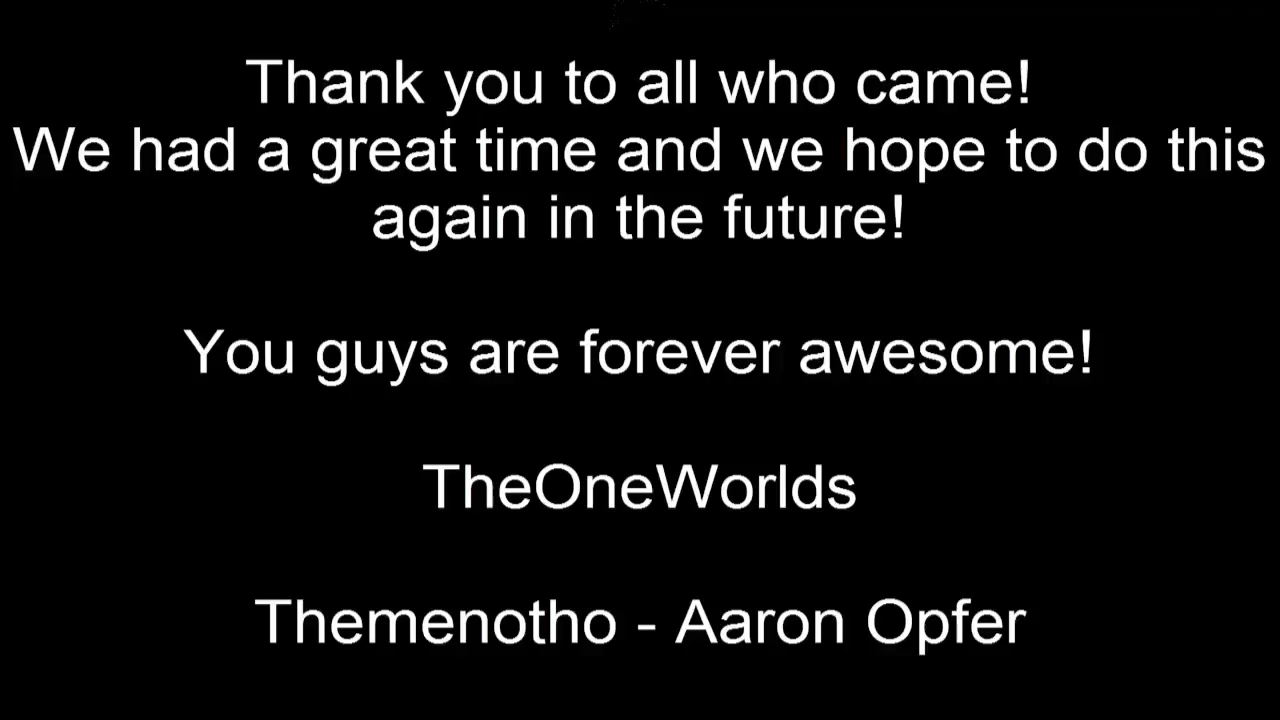 Thank you to all who came!
We had a great time and we hope to do this
again in the future!
You guys are forever awesome!
TheOneWorlds
Themenotho - Aaron Opfer